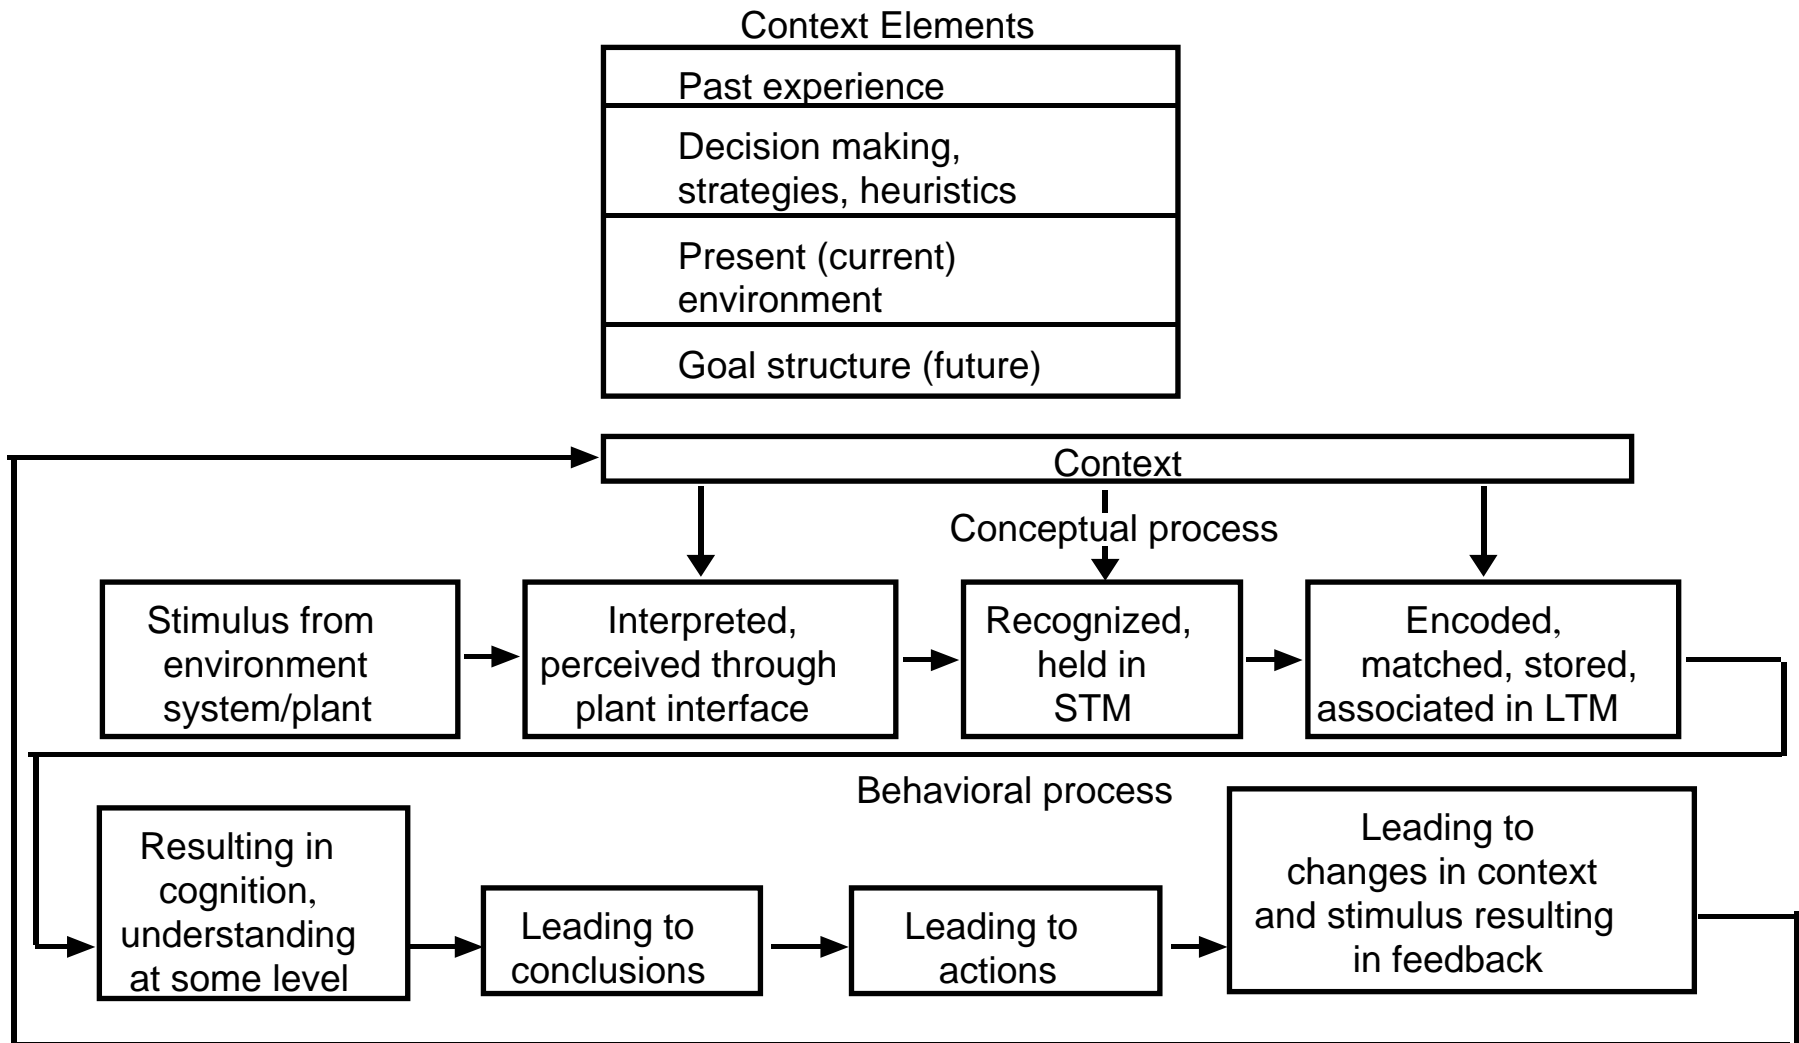 Context Elements
Past experience
Decision making,
strategies, heuristics
Present (current)
environment
Goal structure (future)
Context
Conceptual process
Stimulus from
environment
system/plant
Interpreted,
perceived through
plant interface
Recognized,
held in
STM
Encoded,
matched, stored,
associated in LTM
Behavioral process
Resulting in
cognition,
understanding
at some level
Leading to
conclusions
Leading to
actions
Leading to
changes in context
and stimulus resulting
in feedback